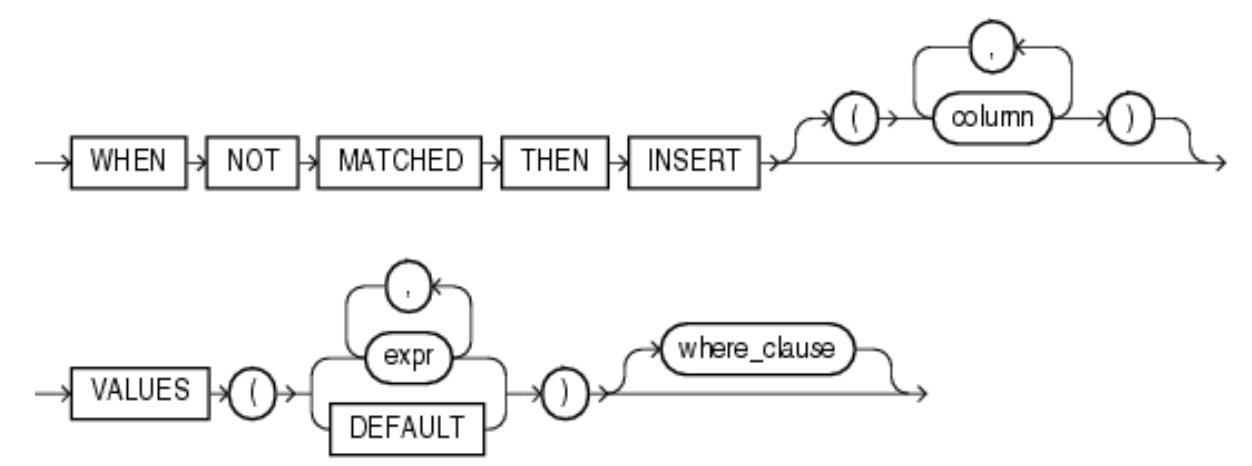 ,
WHEN NOT MATCHED THEN INSERT ( column )
,
VALUES ( expr ) where_clause
DEFAULT